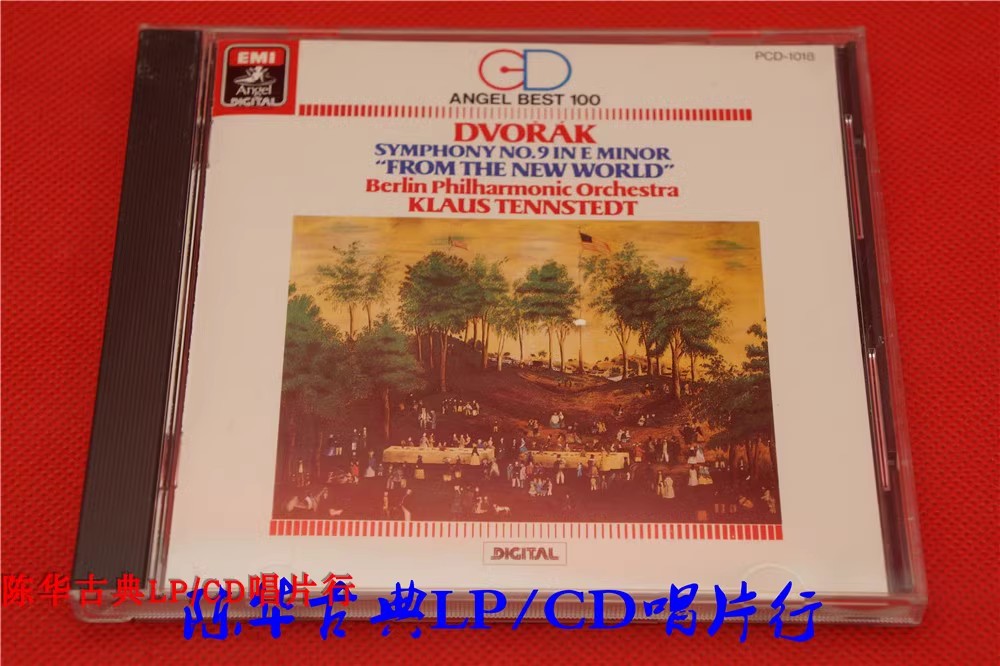 EMI
Angel
DIGITAL
CD
ANGEL BEST 100
PCD-1018
DVOŘÁK
SYMPHONY NO.9 IN E MINOR
"FROM THE NEW WORLD"
Berlin Philharmonic Orchestra
KLAUS TENNSTEDT
DIGITAL
陈华古典LP/CD唱片行
陈华古典LP/CD唱片行